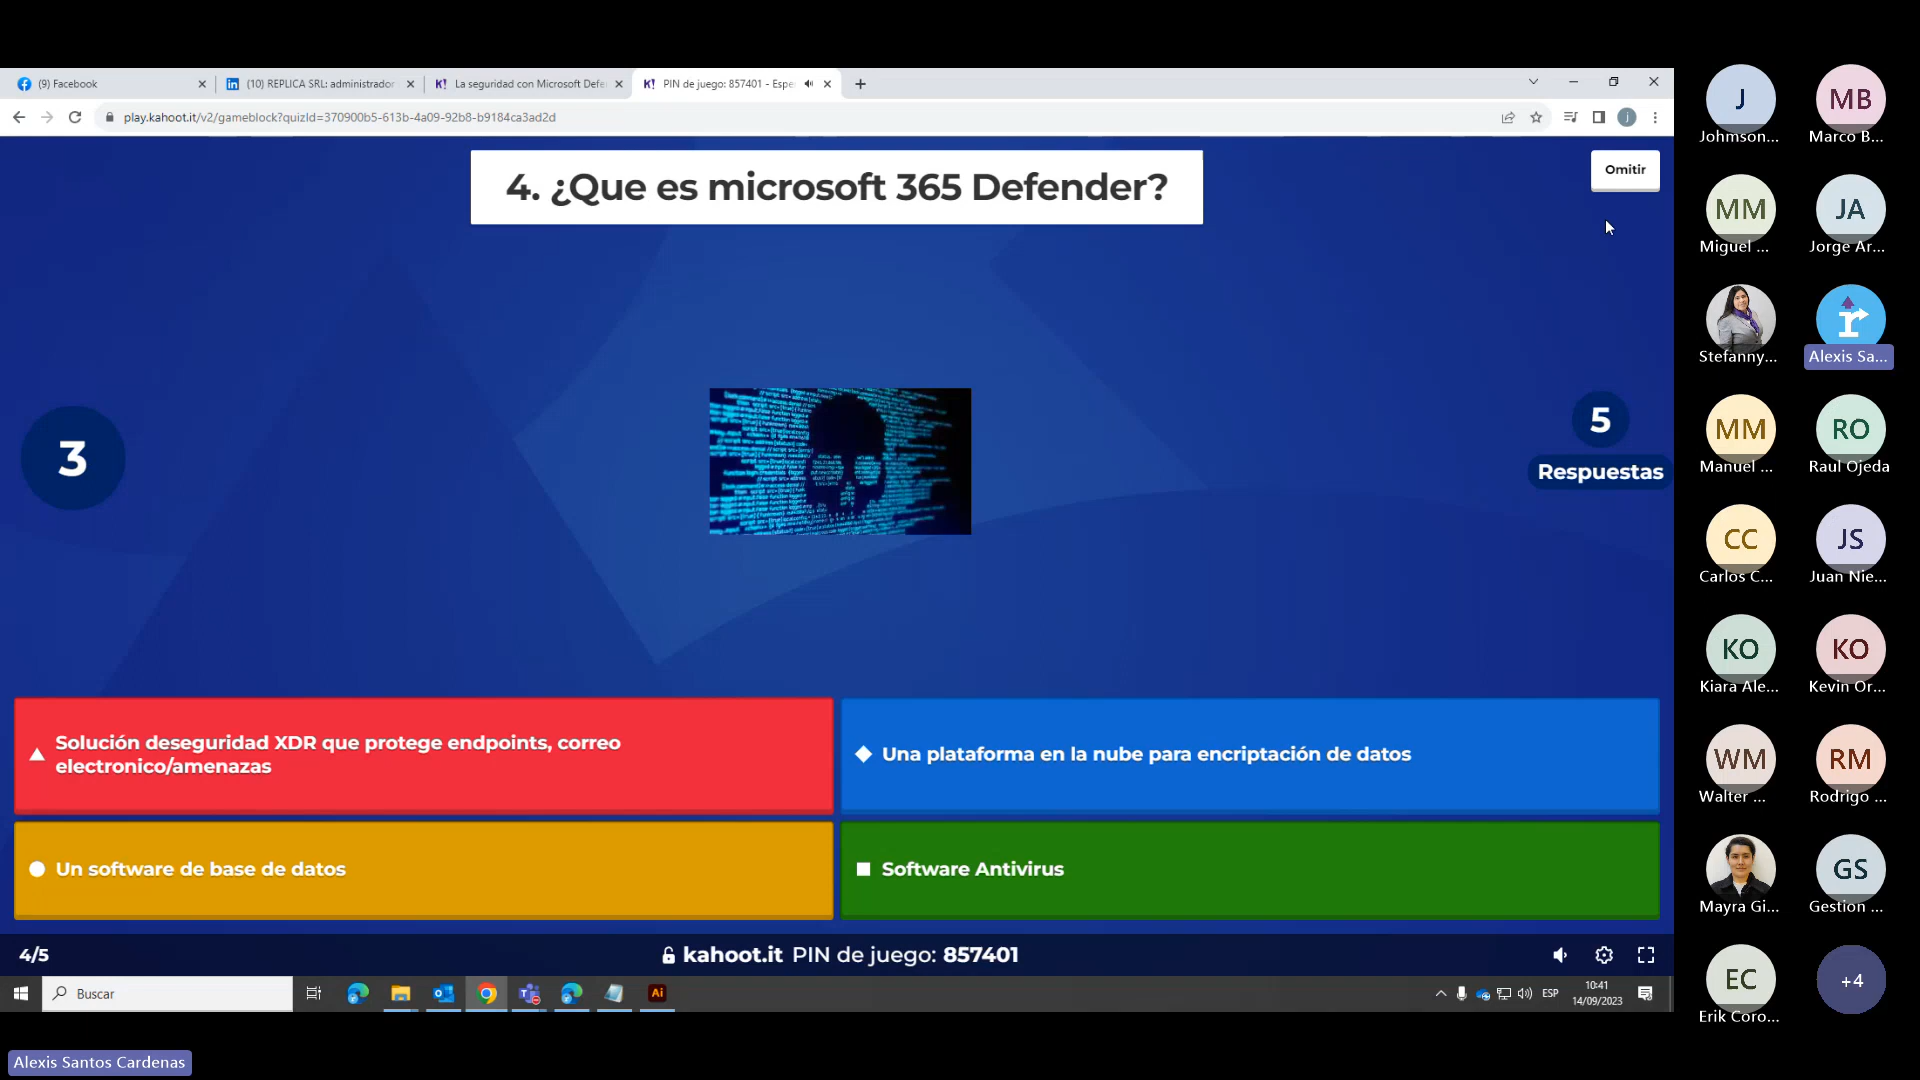 (9) Facebook
(10) REPLICA SRL: administrador
K! La seguridad con Microsoft Defe
K! PIN de juego: 857401 - Espe
play.kahoot.it/v2/gameblock?quizId=370900b5-613b-4a09-92b8-b9184ca3ad2d
j
4. ¿Que es microsoft 365 Defender?
Omitir
3
5
Respuestas
Solución deseguridad XDR que protege endpoints, correo
electronico/amenazas
Una plataforma en la nube para encriptación de datos
Un software de base de datos
Software Antivirus
4/5
kahoot.it PIN de juego: 857401
Buscar
Ai
ESP
10:41
14/09/2023
Alexis Santos Cardenas
J
Johmson...
MB
Marco B...
MM
Miguel ...
JA
Jorge Ar...
Stefanny...
r
Alexis Sa...
MM
Manuel ...
RO
Raul Ojeda
CC
Carlos C...
JS
Juan Nie...
KO
Kiara Ale...
KO
Kevin Or...
WM
Walter ...
RM
Rodrigo ...
Mayra Gi...
GS
Gestion ...
EC
Erik Coro...
+4